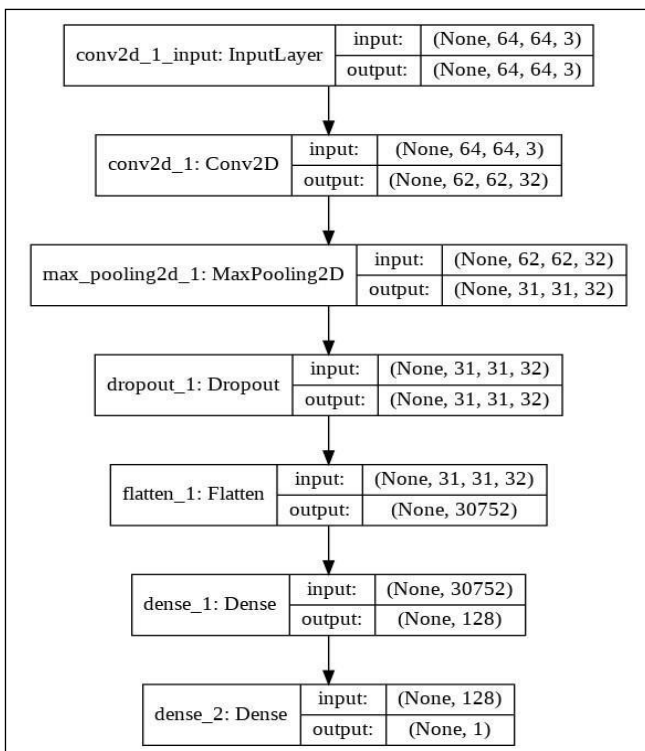 conv2d_1_input: InputLayer
input: (None, 64, 64, 3)
output: (None, 64, 64, 3)
conv2d_1: Conv2D
input: (None, 64, 64, 3)
output: (None, 62, 62, 32)
max_pooling2d_1: MaxPooling2D
input: (None, 62, 62, 32)
output: (None, 31, 31, 32)
dropout_1: Dropout
input: (None, 31, 31, 32)
output: (None, 31, 31, 32)
flatten_1: Flatten
input: (None, 31, 31, 32)
output: (None, 30752)
dense_1: Dense
input: (None, 30752)
output: (None, 128)
dense_2: Dense
input: (None, 128)
output: (None, 1)